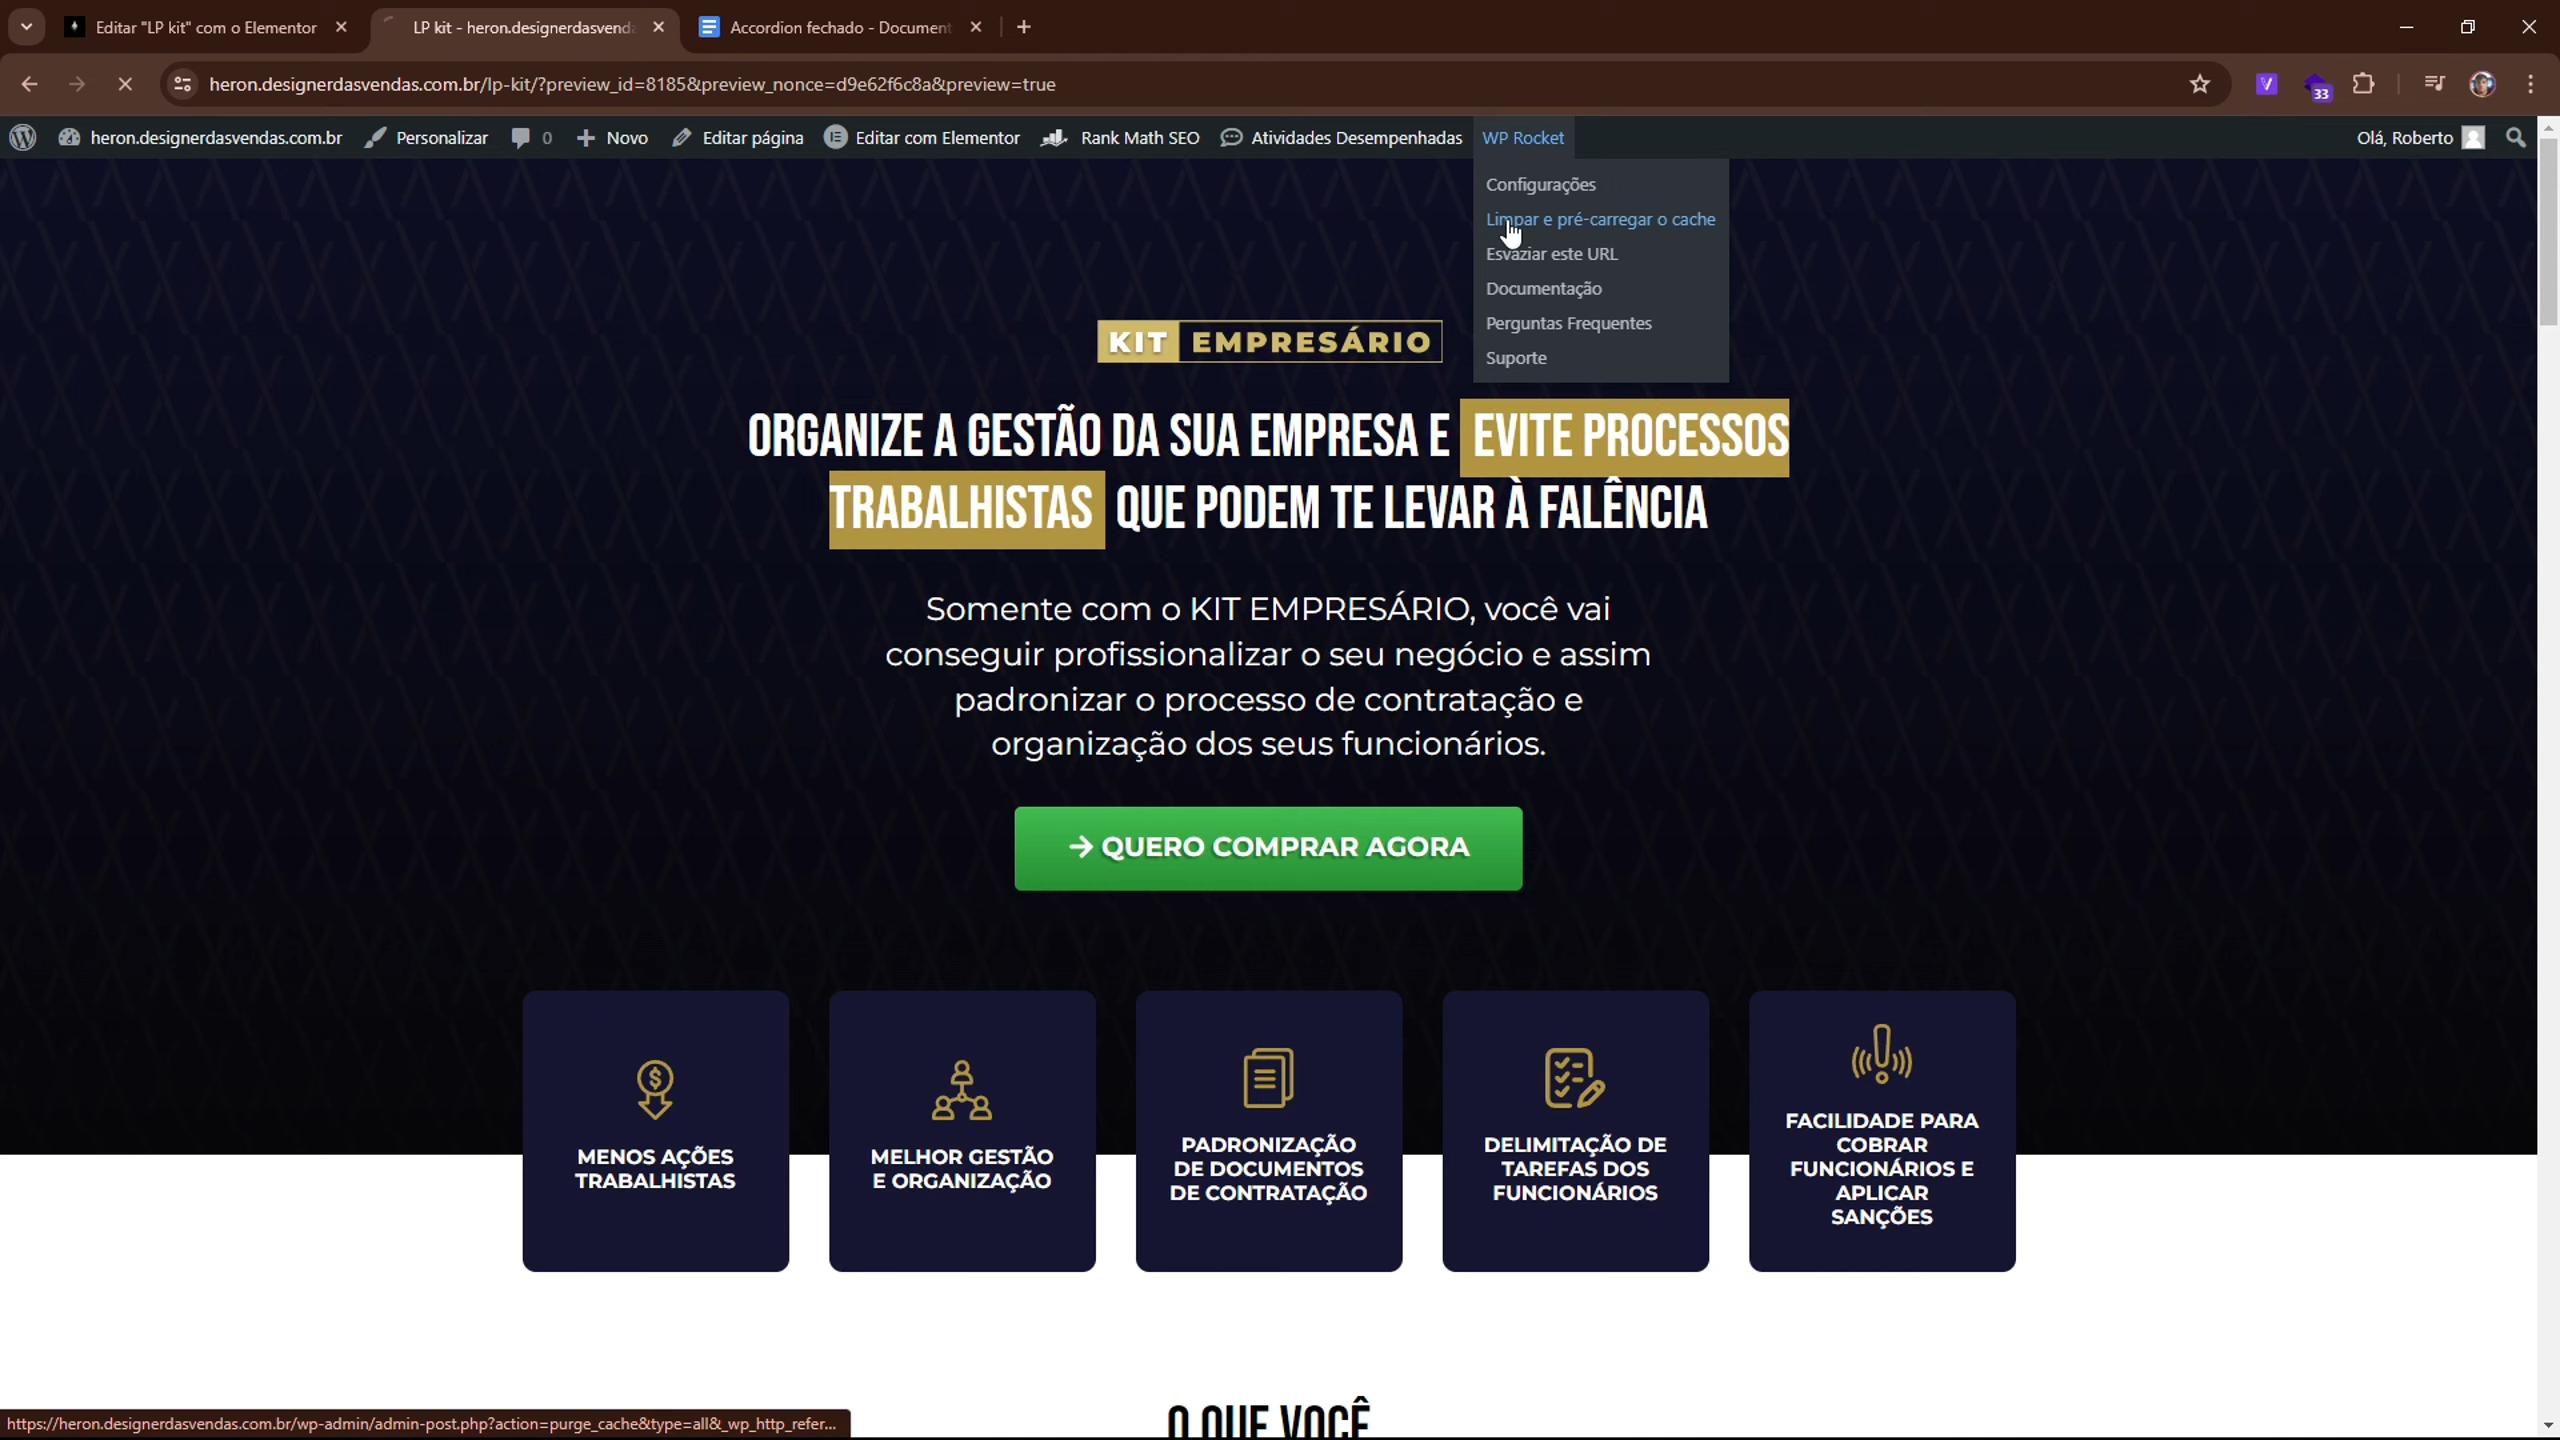 Editar "LP kit" com o Elementor
LP kit - heron.designerdasvenda
Accordion fechado - Document
heron.designerdasvendas.com.br/lp-kit/?preview_id=8185&preview_nonce=d9e62f6c8a&preview=true
33
heron.designerdasvendas.com.br
Personalizar
0
Novo
Editar página
Editar com Elementor
Rank Math SEO
Atividades Desempenhadas
WP Rocket
Olá, Roberto
Configurações
Limpar e pré-carregar o cache
Esvaziar este URL
Documentação
Perguntas Frequentes
Suporte
KIT EMPRESÁRIO
ORGANIZE A GESTÃO DA SUA EMPRESA E EVITE PROCESSOS
TRABALHISTAS QUE PODEM TE LEVAR À FALÊNCIA
Somente com o KIT EMPRESÁRIO, você vai
conseguir profissionalizar o seu negócio e assim
padronizar o processo de contratação e
organização dos seus funcionários.
QUERO COMPRAR AGORA
MENOS AÇÕES
TRABALHISTAS
MELHOR GESTÃO
E ORGANIZAÇÃO
PADRONIZAÇÃO
DE DOCUMENTOS
DE CONTRATAÇÃO
DELIMITAÇÃO DE
TAREFAS DOS
FUNCIONÁRIOS
FACILIDADE PARA
COBRAR
FUNCIONÁRIOS E
APLICAR
SANÇÕES
O QUE VOCÊ
https://heron.designerdasvendas.com.br/wp-admin/admin-post.php?action=purge_cache&type=all&_wp_http_refer...